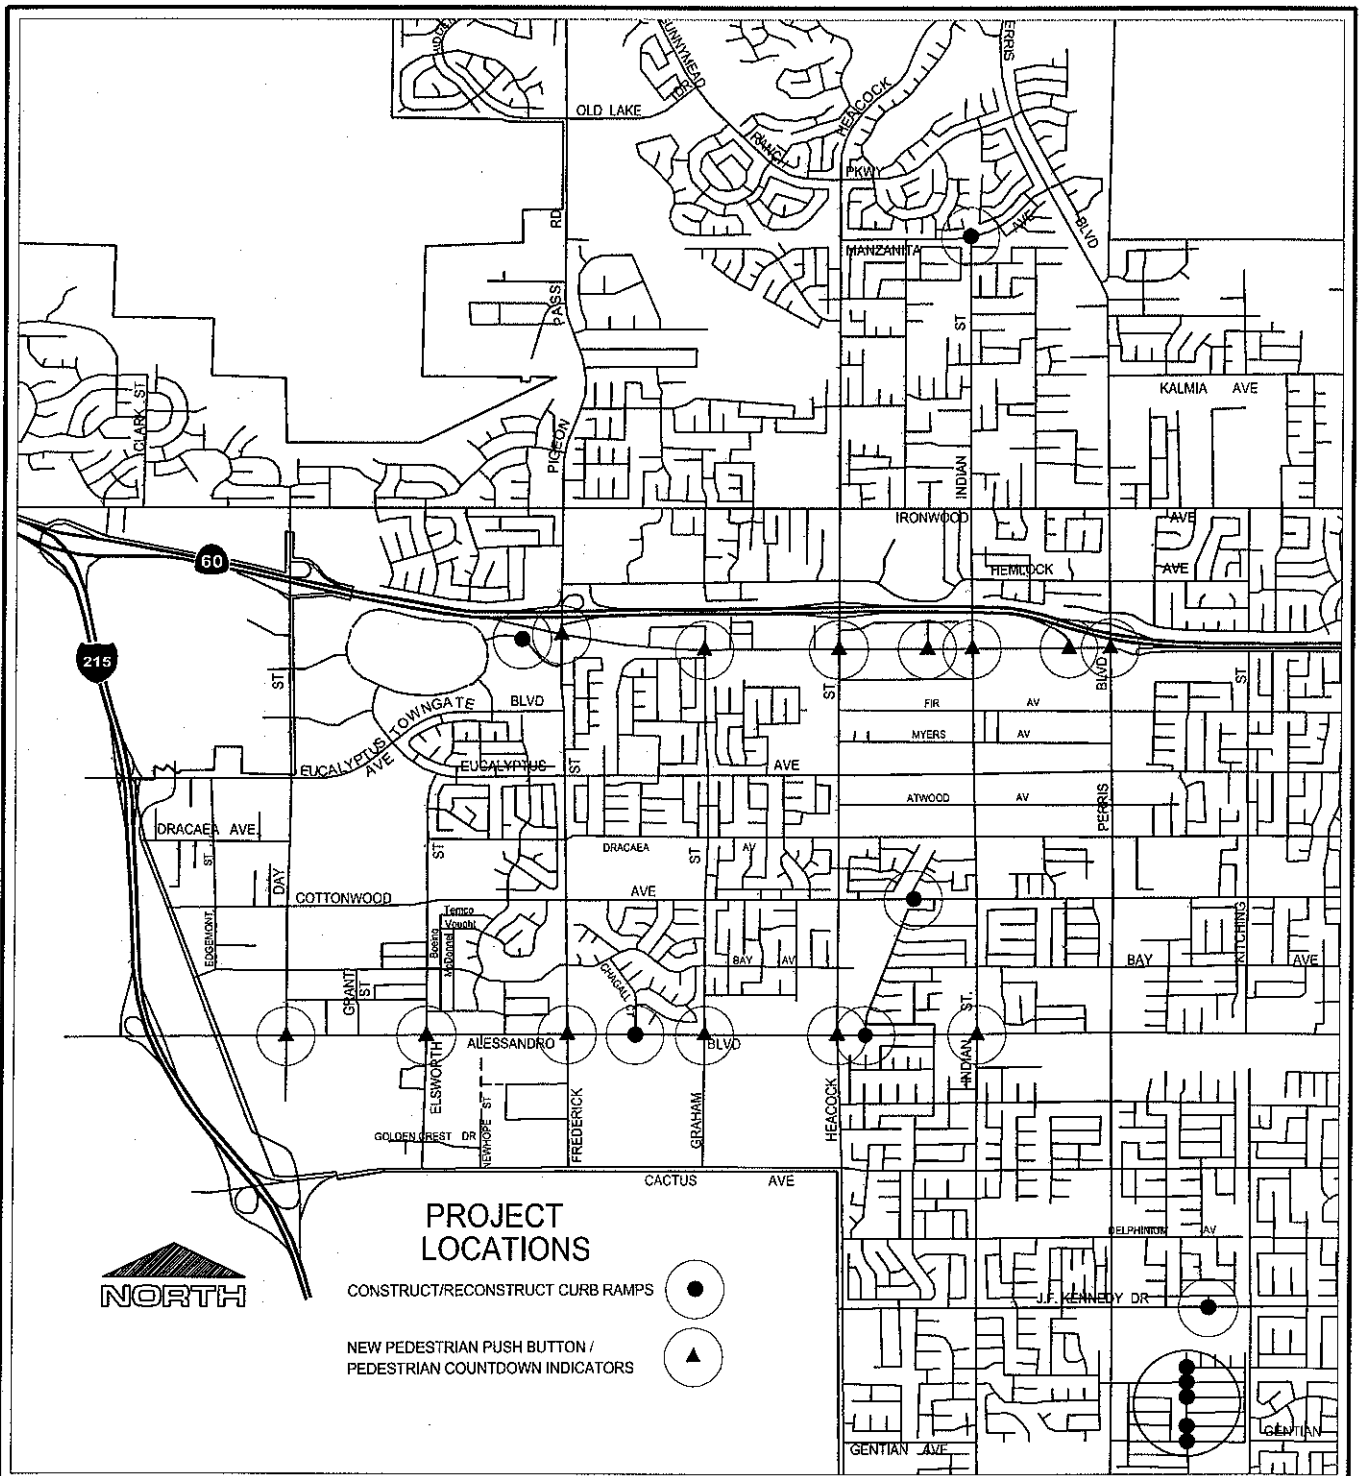 SUNNYMEAD
OLD LAKE
DR
RANCH
HEACOCK
PKWY
MANZANITA
AVE
BLVD
ST
RD
PASS
PIGEON
CLARK ST
KALMIA AVE
INDIAN
IRONWOOD
AVE
HEMLOCK
AVE
60
215
ST
ST
BLVD
ST
TOWNGATE
BLVD
FIR AV
MYERS AV
EUCALYPTUS
AVE
EUCALYPTUS
ST
AVE
ATWOOD AV
PERRIS
DRACAEA AVE.
ST
ST
DRACAEA
ST
AV
DAY
COTTONWOOD
AVE
EDGEMONT
Temco
Vought
Boeing
McDonnel
GRANT
ST
CHAGALL CT
BAY AV
BAY
KITCHING
AVE
ST.
ALESSANDRO
BLVD
ELSWORTH
NEWHOPE ST
FREDERICK
GRAHAM
HEACOCK
INDIAN
GOLDEN CREST DR
CACTUS AVE
DELPHINIUM AV
J.F. KENNEDY DR
GENTIAN AVE
GENTIAN
PROJECT
LOCATIONS
CONSTRUCT/RECONSTRUCT CURB RAMPS
NEW PEDESTRIAN PUSH BUTTON /
PEDESTRIAN COUNTDOWN INDICATORS
NORTH